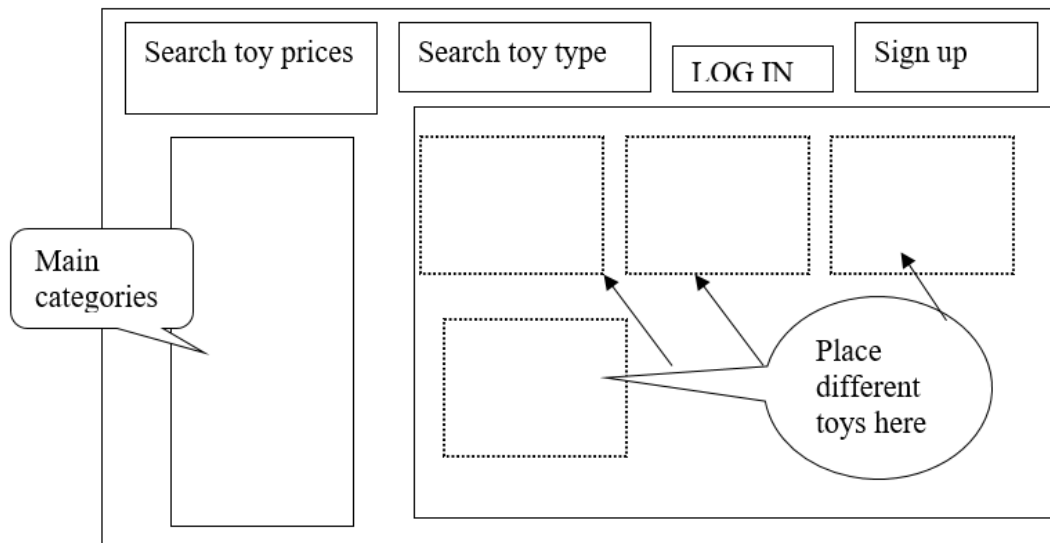 Search toy prices
Search toy type
LOG IN
Sign up
Main
categories
Place
different
toys here